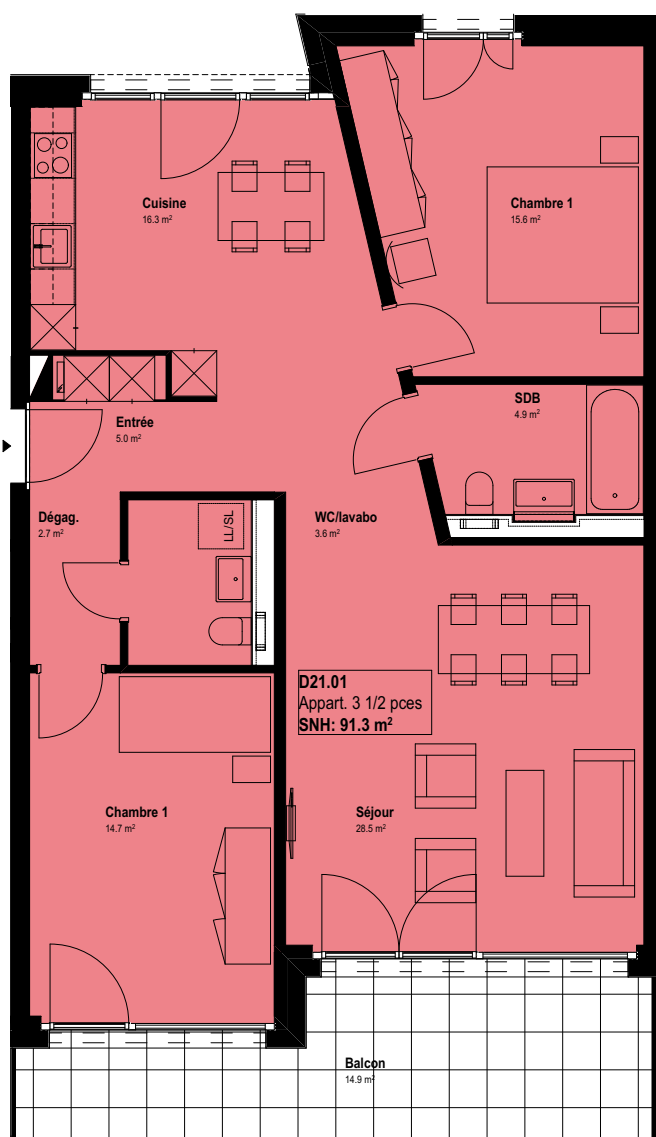 Cuisine
16.3 m²
Chambre 1
15.6 m²
SDB
4.9 m²
Entrée
5.0 m²
Dégag.
2.7 m²
LL/SL
WC/lavabo
3.6 m²
D21.01
Appart. 3 1/2 pces
SNH: 91.3 m²
Chambre 1
14.7 m²
Séjour
28.5 m²
Balcon
14.9 m²